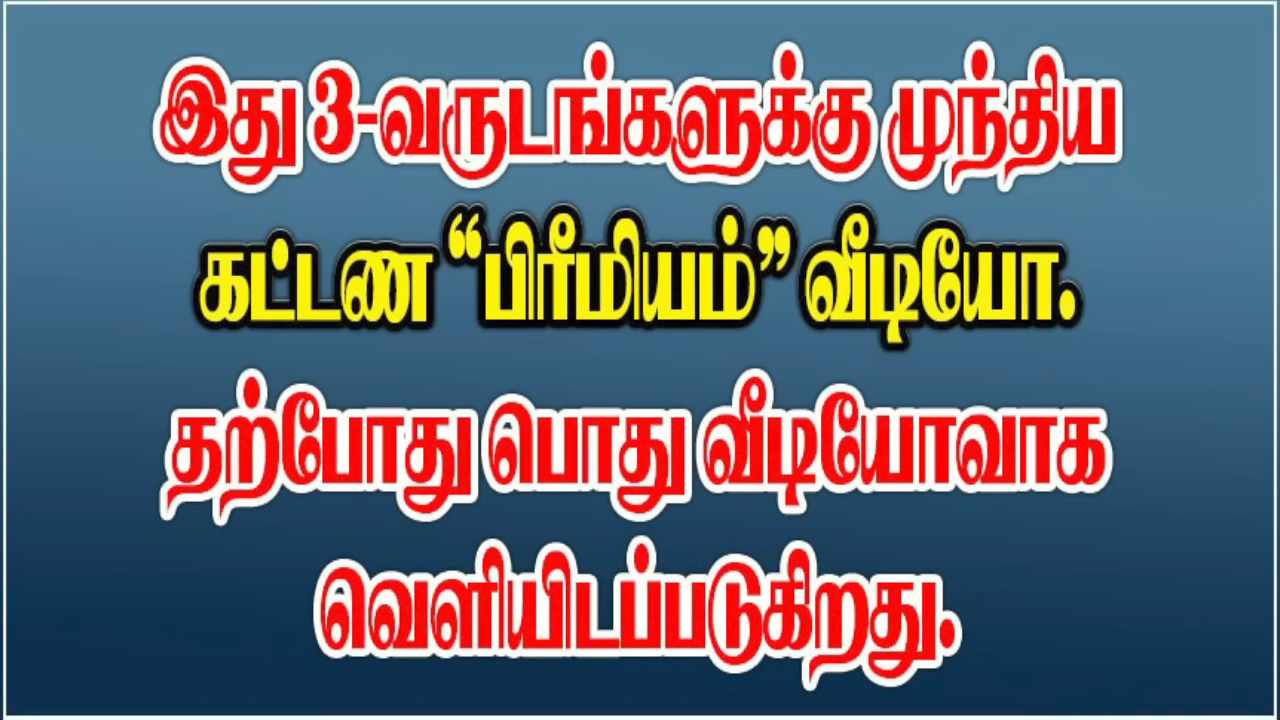 இது 3-வருடங்களுக்கு முந்திய
கட்டண “பிரீமியம்” வீடியோ.
தற்போது பொது வீடியோவாக
வெளியிடப்படுகிறது.